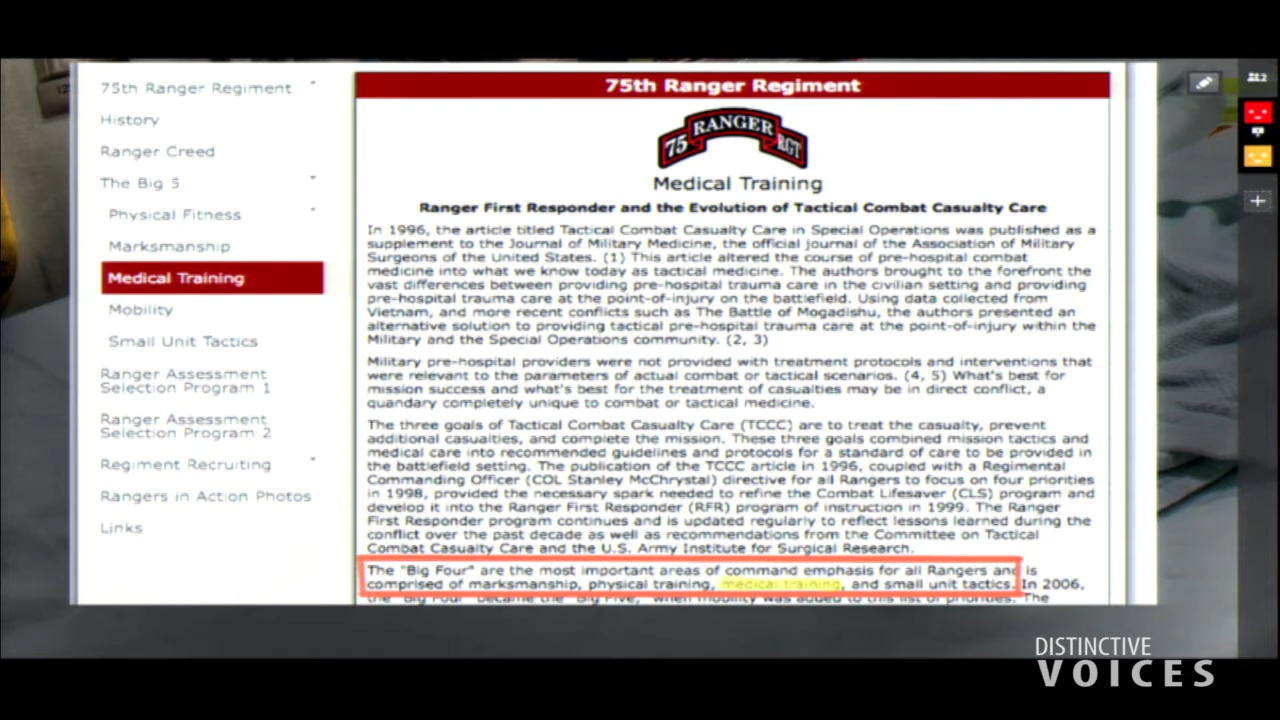 75th Ranger Regiment
History
Ranger Creed
The Big 5
Physical Fitness
Marksmanship
Medical Training
Mobility
Small Unit Tactics
Ranger Assessment
Selection Program 1
Ranger Assessment
Selection Program 2
Regiment Recruiting
Rangers in Action Photos
Links
75th Ranger Regiment
75 RANGER RGT
Medical Training
Ranger First Responder and the Evolution of Tactical Combat Casualty Care
In 1996, the article titled Tactical Combat Casualty Care in Special Operations was published as a
supplement to the Journal of Military Medicine, the official journal of the Association of Military
Surgeons of the United States. (1) This article altered the course of pre-hospital combat
medicine into what we know today as tactical medicine. The authors brought to the forefront the
vast differences between providing pre-hospital trauma care in the civilian setting and providing
pre-hospital trauma care at the point-of-injury on the battlefield. Using data collected from
Vietnam, and more recent conflicts such as The Battle of Mogadishu, the authors presented an
alternative solution to providing tactical pre-hospital trauma care at the point-of-injury within the
Military and the Special Operations community. (2, 3)
Military pre-hospital providers were not provided with treatment protocols and interventions that
were relevant to the parameters of actual combat or tactical scenarios. (4, 5) What's best for
mission success and what's best for the treatment of casualties may be in direct conflict, a
quandary completely unique to combat or tactical medicine.
The three goals of Tactical Combat Casualty Care (TCCC) are to treat the casualty, prevent
additional casualties, and complete the mission. These three goals combined mission tactics and
medical care into recommended guidelines and protocols for a standard of care to be provided in
the battlefield setting. The publication of the TCCC article in 1996, coupled with a Regimental
Commanding Officer (COL Stanley McChrystal) directive for all Rangers to focus on four priorities
in 1998, provided the necessary spark needed to refine the Combat Lifesaver (CLS) program and
develop it into the Ranger First Responder (RFR) program of instruction in 1999. The Ranger
First Responder program continues and is updated regularly to reflect lessons learned during the
conflict over the past decade as well as recommendations from the Committee on Tactical
Combat Casualty Care and the U.S. Army Institute for Surgical Research.
The "Big Four" are the most important areas of command emphasis for all Rangers and is
comprised of marksmanship, physical training, medical training, and small unit tactics. In 2006,
the "Big Four" became the "Big Five," when mobility was added to this list of priorities. The
2
DISTINCTIVE
VOICES